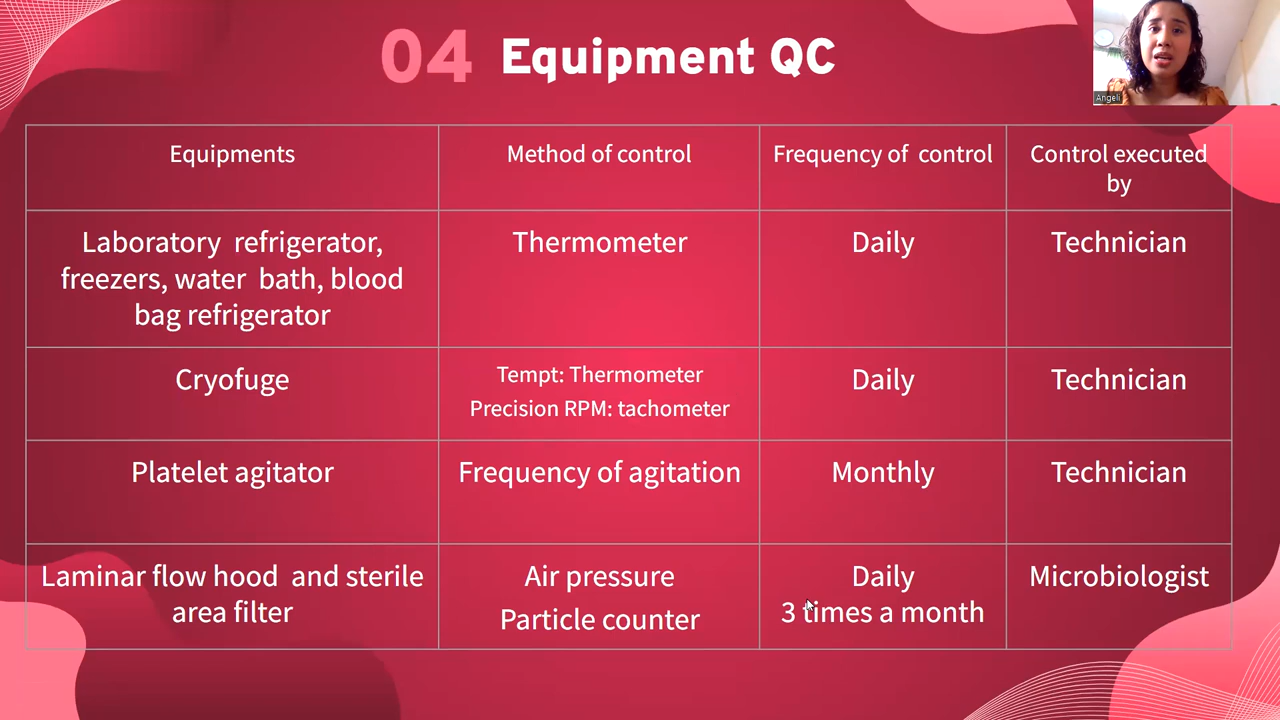 04 Equipment QC
Angeli
Equipments
Method of control
Frequency of control
Control executed
by
Laboratory refrigerator,
freezers, water bath, blood
bag refrigerator
Thermometer
Daily
Technician
Cryofuge
Tempt: Thermometer
Precision RPM: tachometer
Daily
Technician
Platelet agitator
Frequency of agitation
Monthly
Technician
Laminar flow hood and sterile
area filter
Air pressure
Particle counter
Daily
3 times a month
Microbiologist